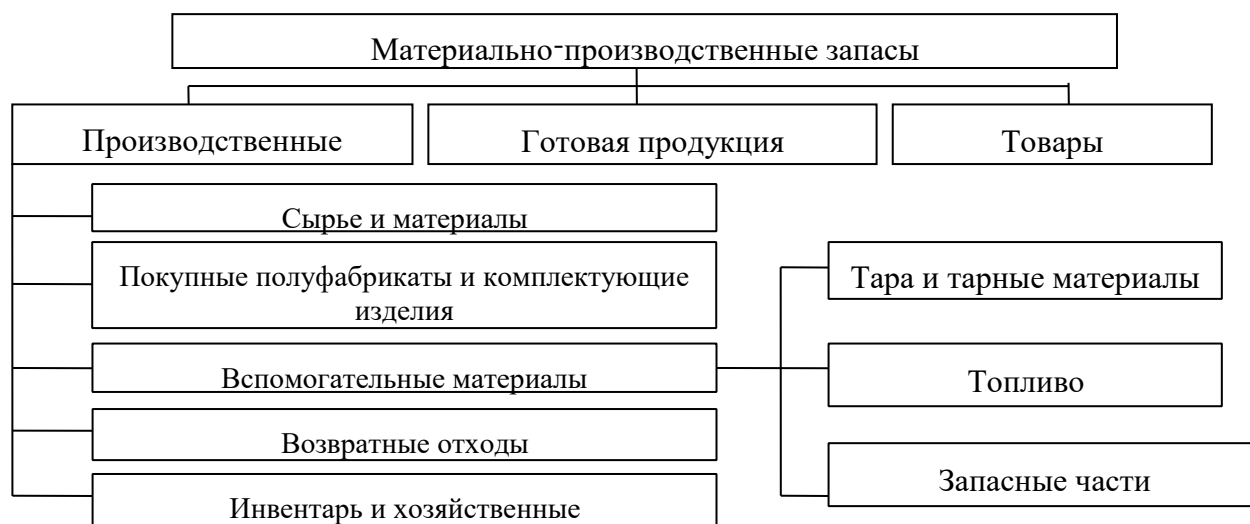 Материально-производственные запасы
Производственные
Готовая продукция
Товары
Сырье и материалы
Покупные полуфабрикаты и комплектующие
изделия
Вспомогательные материалы
Возвратные отходы
Инвентарь и хозяйственные
Тара и тарные материалы
Топливо
Запасные части